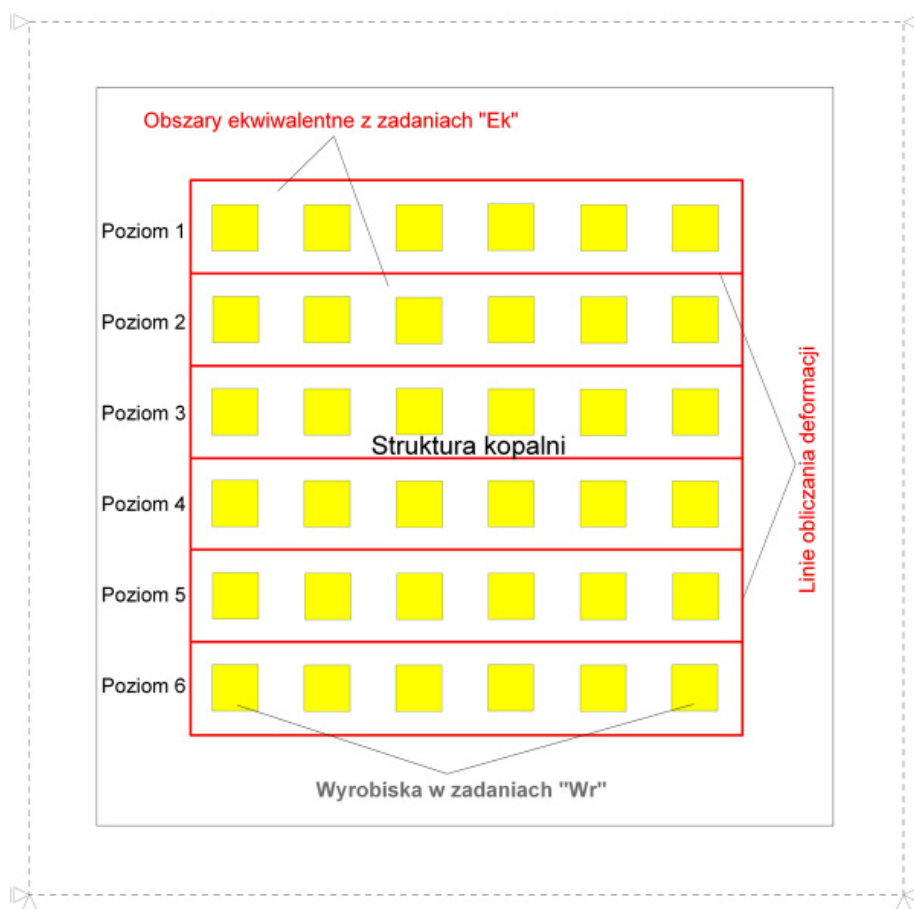 Obszary ekwiwalentne z zadaniach "Ek"
Poziom 1
Poziom 2
Poziom 3
Struktura kopalni
Poziom 4
Poziom 5
Poziom 6
Linie obliczania deformacji
Wyrobiska w zadaniach "Wr"